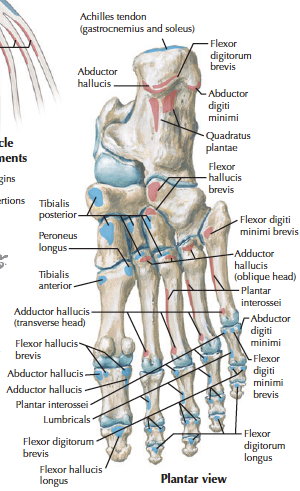 Achilles tendon
(gastrocnemius and soleus)
Flexor
digitorum
brevis
Abductor
hallucis
Abductor
digiti
minimi
Quadratus
plantae
cle
ments
Flexor
hallucis
brevis
gins
ertions
Tibialis
posterior
Flexor digiti
minimi brevis
Peroneus
longus
Adductor
hallucis
(oblique head)
Tibialis
anterior
Plantar
interossei
Adductor hallucis
(transverse head)
Abductor
digiti
minimi
Flexor hallucis
brevis
Flexor
digiti
minimi
brevis
Abductor hallucis
Adductor hallucis
Plantar interossei
Lumbricals
Flexor digitorum
brevis
Flexor
digitorum
longus
Flexor hallucis
longus
Plantar view